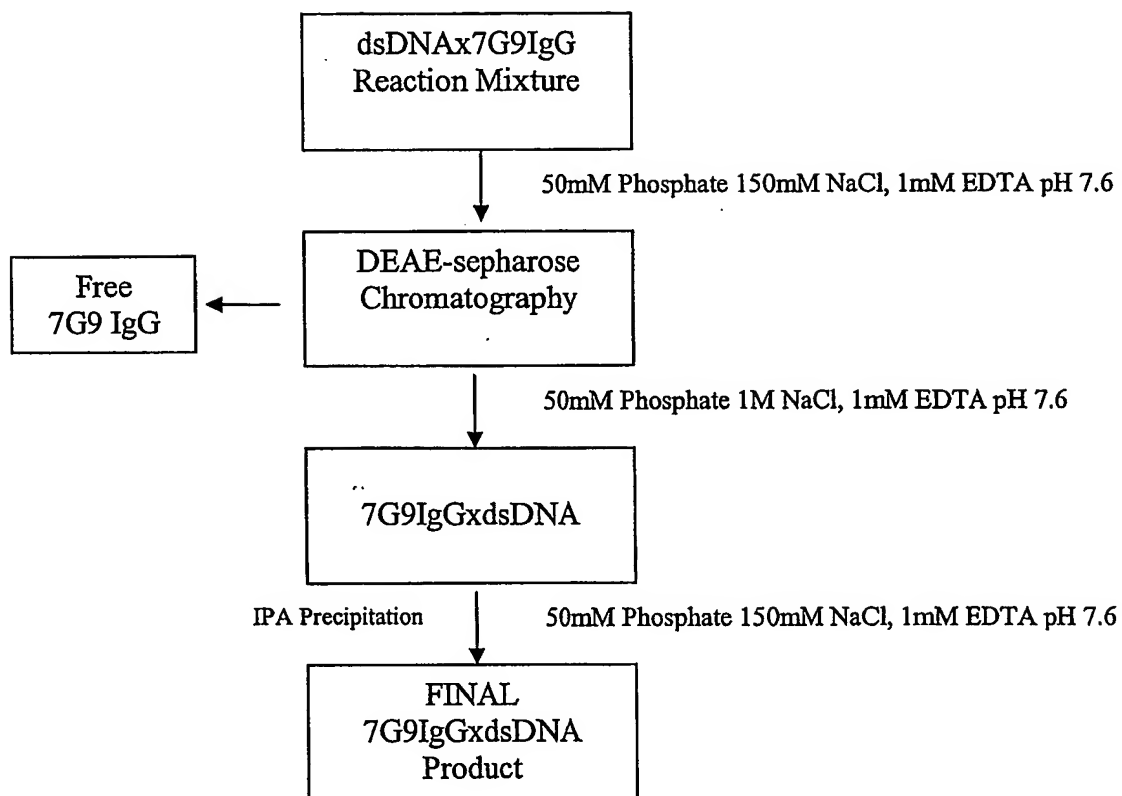 dsDNAx7G9IgG
Reaction Mixture
50mM Phosphate 150mM NaCl, 1mM EDTA pH 7.6
DEAE-sepharose
Chromatography
Free
7G9 IgG
50mM Phosphate 1M NaCl, 1mM EDTA pH 7.6
7G9IgGxdsDNA
IPA Precipitation
50mM Phosphate 150mM NaCl, 1mM EDTA pH 7.6
FINAL
7G9IgGxdsDNA
Product